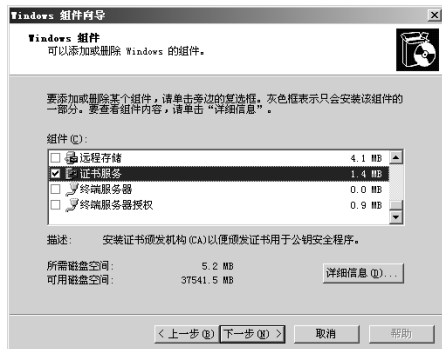 Windows 组件向导
Windows 组件
可以添加或删除 Windows 的组件。
要添加或删除某个组件，请单击旁边的复选框。灰色框表示只会安装该组件的
一部分。要查看组件内容，请单击“详细信息”。
组件(C):
远程存储 4.1 MB
证书服务 1.4 MB
终端服务器 0.0 MB
终端服务器授权 0.9 MB
描述: 安装证书颁发机构(CA)以便颁发证书用于公钥安全程序。
所需磁盘空间: 5.2 MB
可用磁盘空间: 37541.5 MB
详细信息(D)...
< 上一步(B) 下一步(N) > 取消 帮助